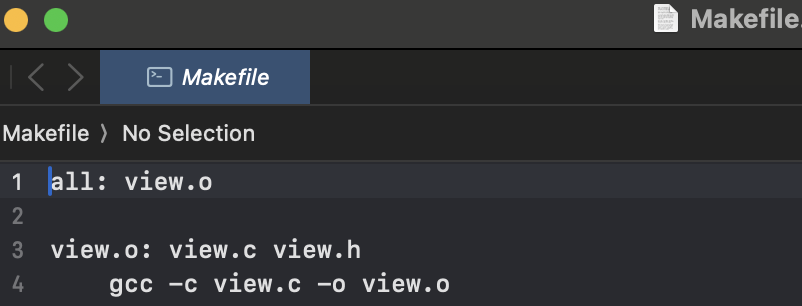 Makefile.
Makefile
Makefile 〉 No Selection
1 all: view.o
2
3 view.o: view.c view.h
4     gcc -c view.c -o view.o